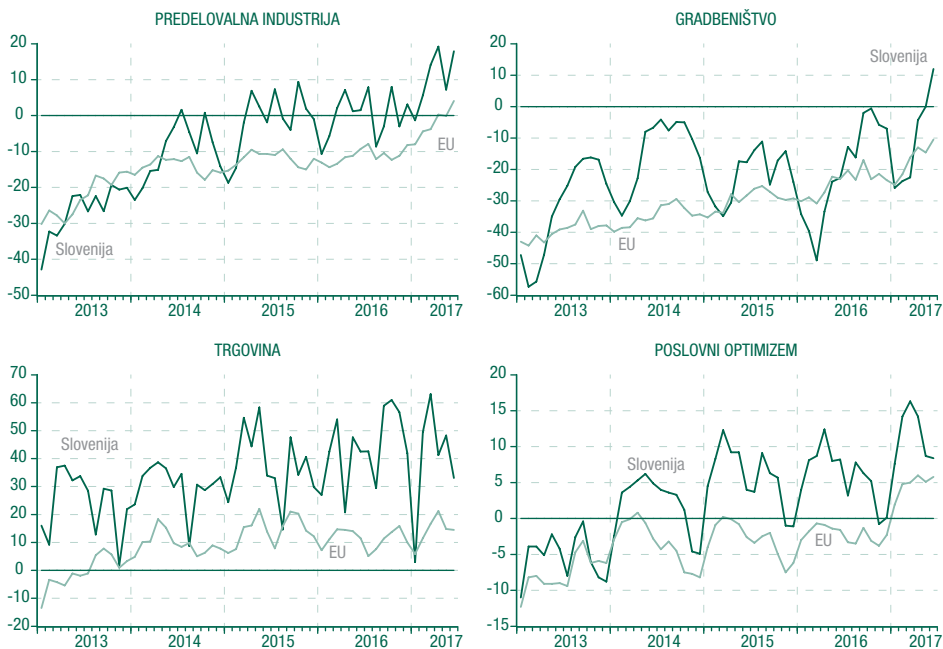 PREDELOVALNA INDUSTRIJA
20
10
0
-10
-20
-30
-40
-50
Slovenija
EU
2013 2014 2015 2016 2017
GRADBENIŠTVO
20
10
0
-10
-20
-30
-40
-50
-60
Slovenija
EU
2013 2014 2015 2016 2017
TRGOVINA
70
60
50
40
30
20
10
0
-10
-20
Slovenija
EU
2013 2014 2015 2016 2017
POSLOVNI OPTIMIZEM
20
15
10
5
0
-5
-10
-15
Slovenija
EU
2013 2014 2015 2016 2017